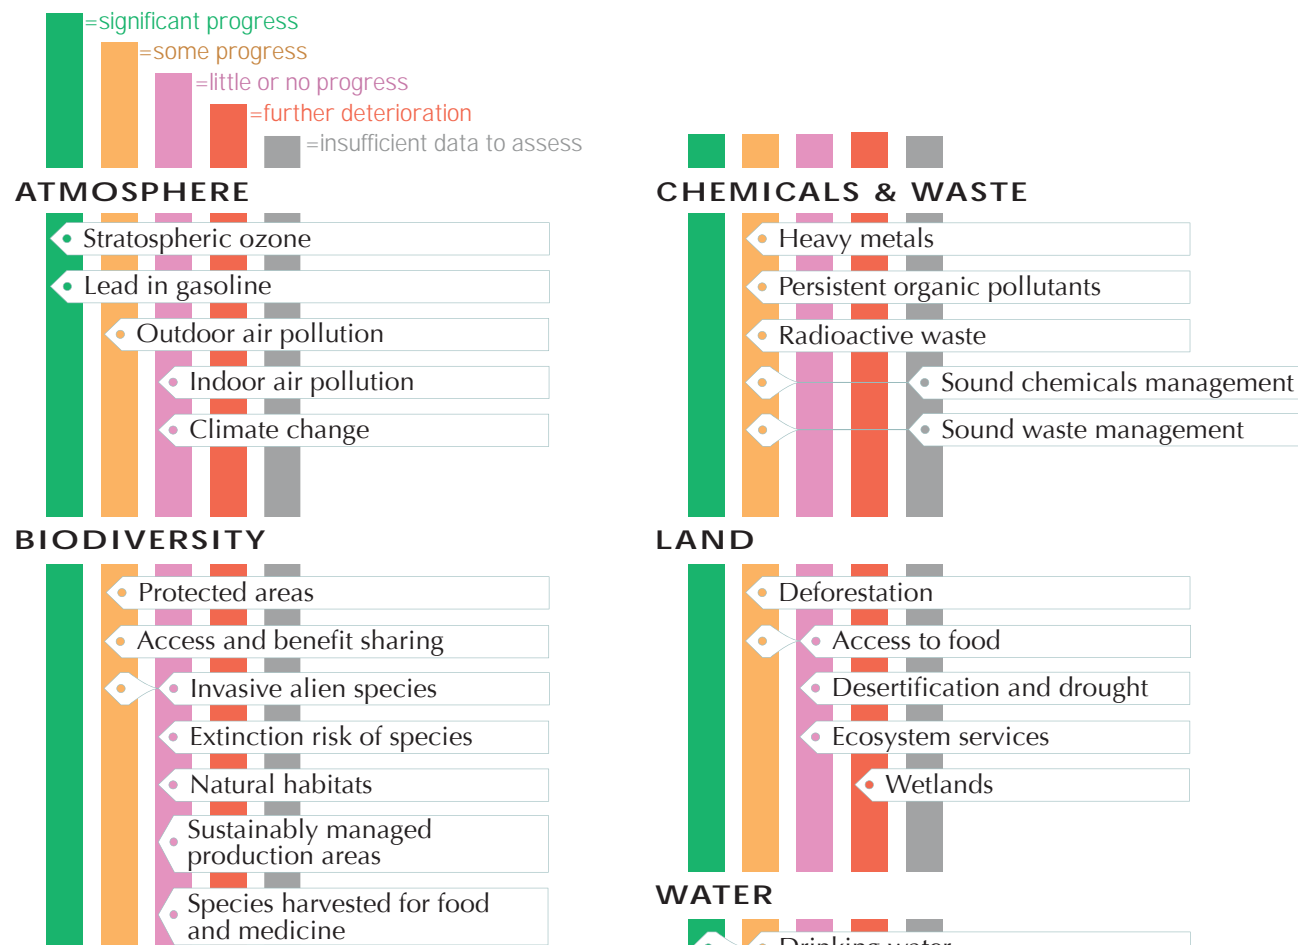 =significant progress
=some progress
=little or no progress
=further deterioration
=insufficient data to assess
ATMOSPHERE
Stratospheric ozone
Lead in gasoline
Outdoor air pollution
Indoor air pollution
Climate change
BIODIVERSITY
Protected areas
Access and benefit sharing
Invasive alien species
Extinction risk of species
Natural habitats
Sustainably managed
production areas
Species harvested for food
and medicine
CHEMICALS & WASTE
Heavy metals
Persistent organic pollutants
Radioactive waste
Sound chemicals management
Sound waste management
LAND
Deforestation
Access to food
Desertification and drought
Ecosystem services
Wetlands
WATER
Drinking water